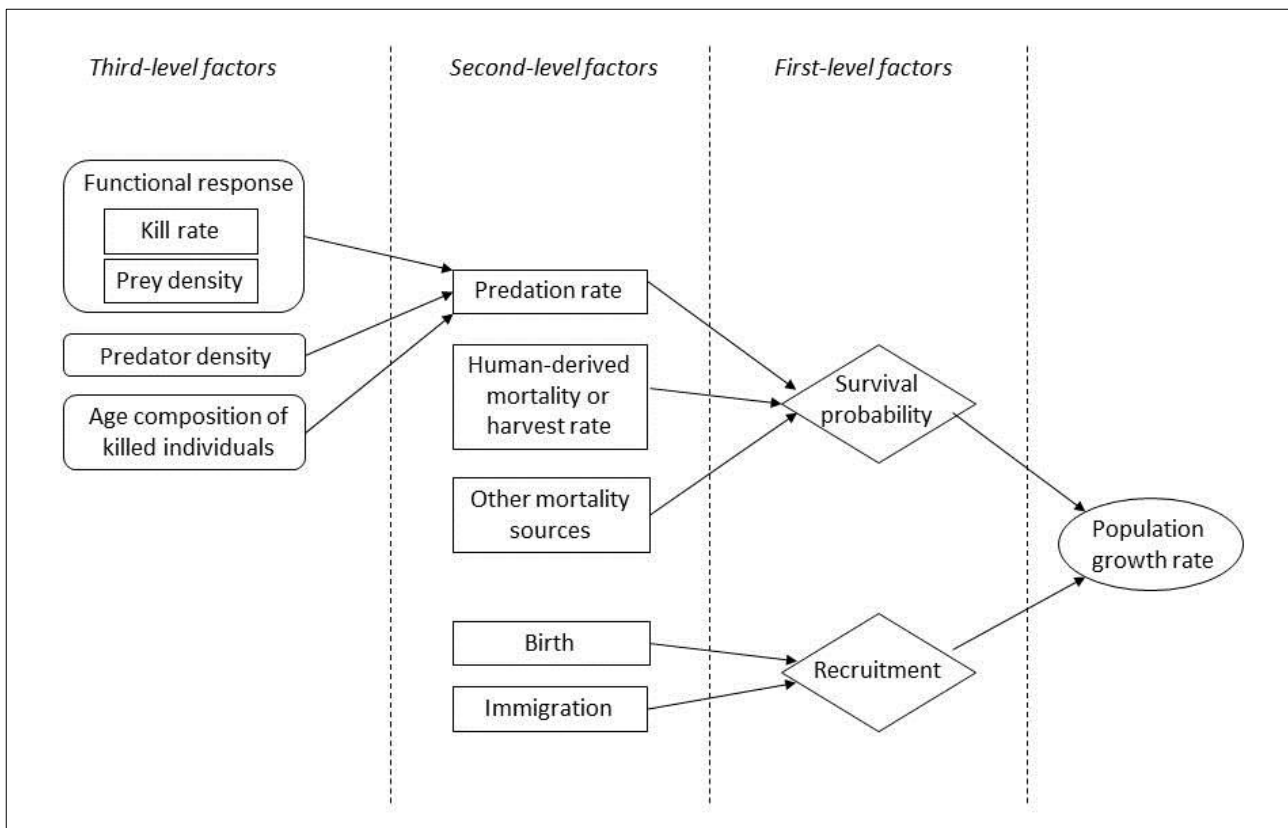 Third-level factors
Second-level factors
First-level factors
Functional response
Kill rate
Prey density
Predator density
Age composition of
killed individuals
Predation rate
Human-derived
mortality or
harvest rate
Other mortality
sources
Birth
Immigration
Survival
probability
Recruitment
Population
growth rate